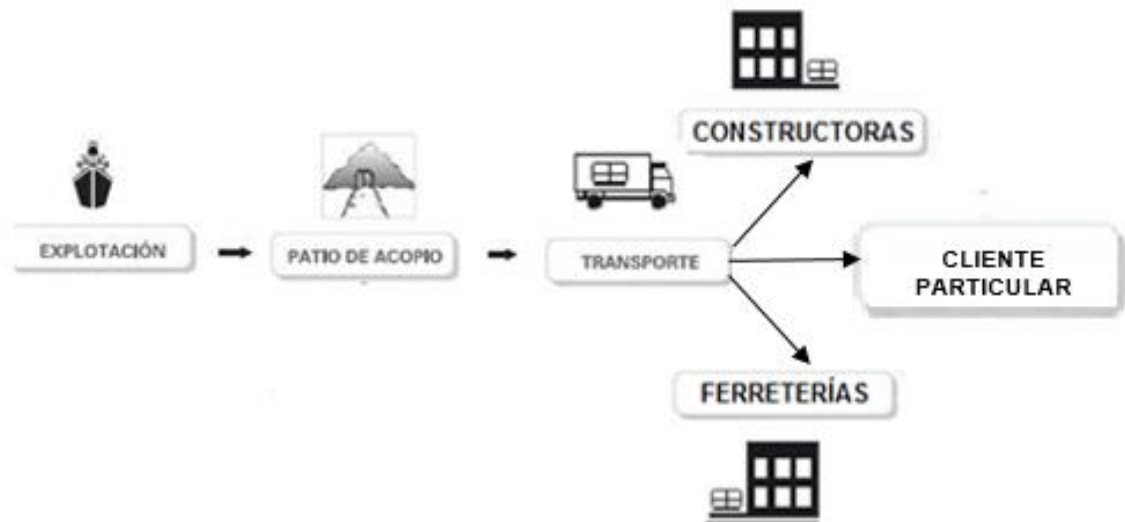 CONSTRUCTORAS
EXPLOTACIÓN
PATIO DE ACOPIO
TRANSPORTE
CLIENTE
PARTICULAR
FERRETERÍAS